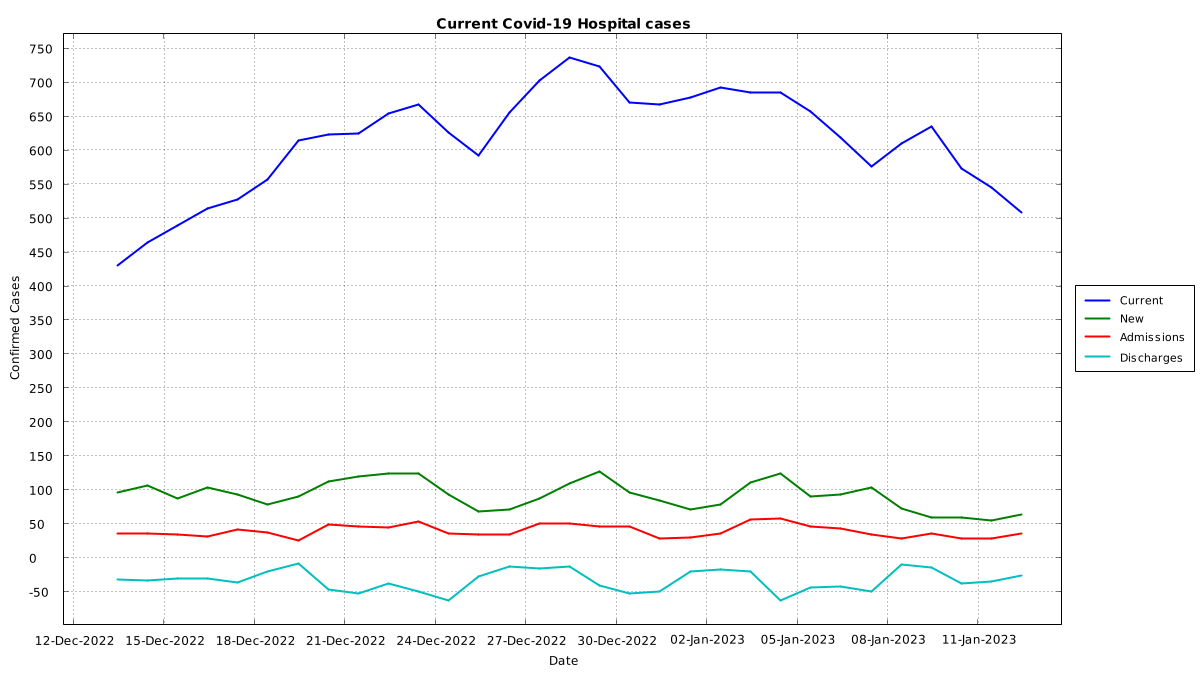 Current Covid-19 Hospital cases
750
700
650
600
550
500
450
400
350
300
250
200
150
100
50
0
-50
Confirmed Cases
12-Dec-2022 15-Dec-2022 18-Dec-2022 21-Dec-2022 24-Dec-2022 27-Dec-2022 30-Dec-2022 02-Jan-2023 05-Jan-2023 08-Jan-2023 11-Jan-2023
Date
Current
New
Admissions
Discharges